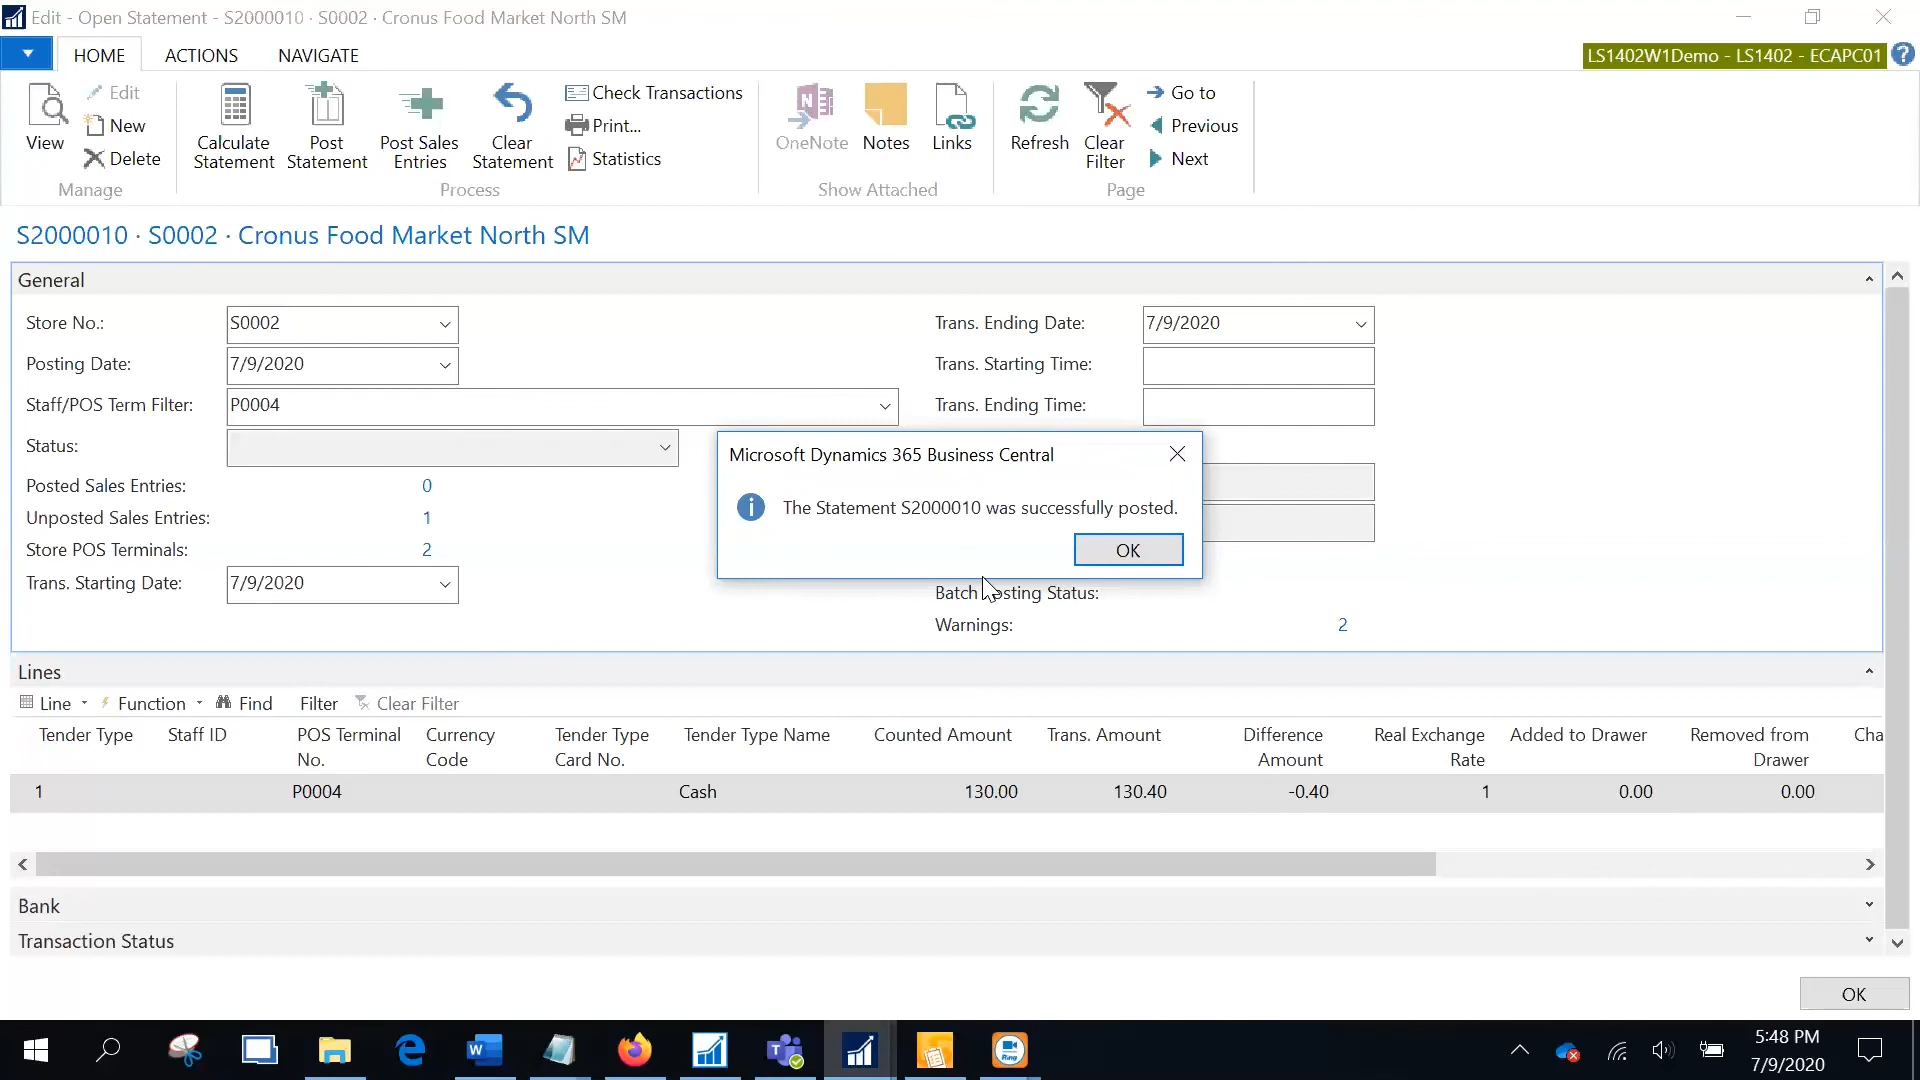 Edit - Open Statement - S2000010 · S0002 · Cronus Food Market North SM
HOME ACTIONS NAVIGATE
LS1402W1Demo - LS1402 - ECAPC01
View
Edit
New
Delete
Manage
Calculate Statement
Post Statement
Post Sales Entries
Clear Statement
Check Transactions
Print...
Statistics
Process
OneNote
Notes
Links
Show Attached
Refresh
Clear Filter
Go to
Previous
Next
Page
S2000010 · S0002 · Cronus Food Market North SM
General
Store No.: S0002
Posting Date: 7/9/2020
Staff/POS Term Filter: P0004
Status:
Posted Sales Entries: 0
Unposted Sales Entries: 1
Store POS Terminals: 2
Trans. Starting Date: 7/9/2020
Trans. Ending Date: 7/9/2020
Trans. Starting Time:
Trans. Ending Time:
Microsoft Dynamics 365 Business Central
The Statement S2000010 was successfully posted.
OK
Batch Posting Status:
Warnings: 2
Lines
Line Function Find Filter Clear Filter
Tender Type Staff ID POS Terminal No. Currency Code Tender Type Card No. Tender Type Name Counted Amount Trans. Amount Difference Amount Real Exchange Rate Added to Drawer Removed from Drawer Cha
1 P0004 Cash 130.00 130.40 -0.40 1 0.00 0.00
Bank
Transaction Status
OK
Ring
5:48 PM
7/9/2020